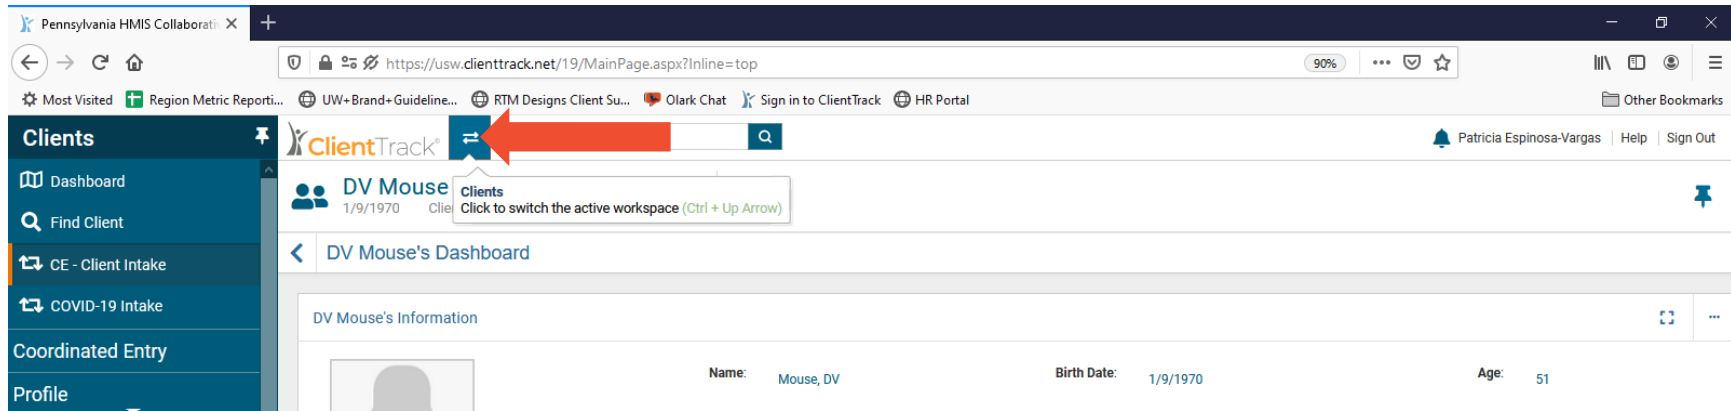 Pennsylvania HMIS Collaborati
https://usw.clienttrack.net/19/MainPage.aspx?Inline=top
90%
Most Visited
Region Metric Reporti...
UW+Brand+Guideline...
RTM Designs Client Su...
Olark Chat
Sign in to ClientTrack
HR Portal
Other Bookmarks
Clients
ClientTrack
Patricia Espinosa-Vargas
Help
Sign Out
Dashboard
Find Client
CE - Client Intake
COVID-19 Intake
Coordinated Entry
Profile
DV Mouse
1/9/1970 Clie
Clients
Click to switch the active workspace (Ctrl + Up Arrow)
DV Mouse's Dashboard
DV Mouse's Information
Name: Mouse, DV
Birth Date: 1/9/1970
Age: 51